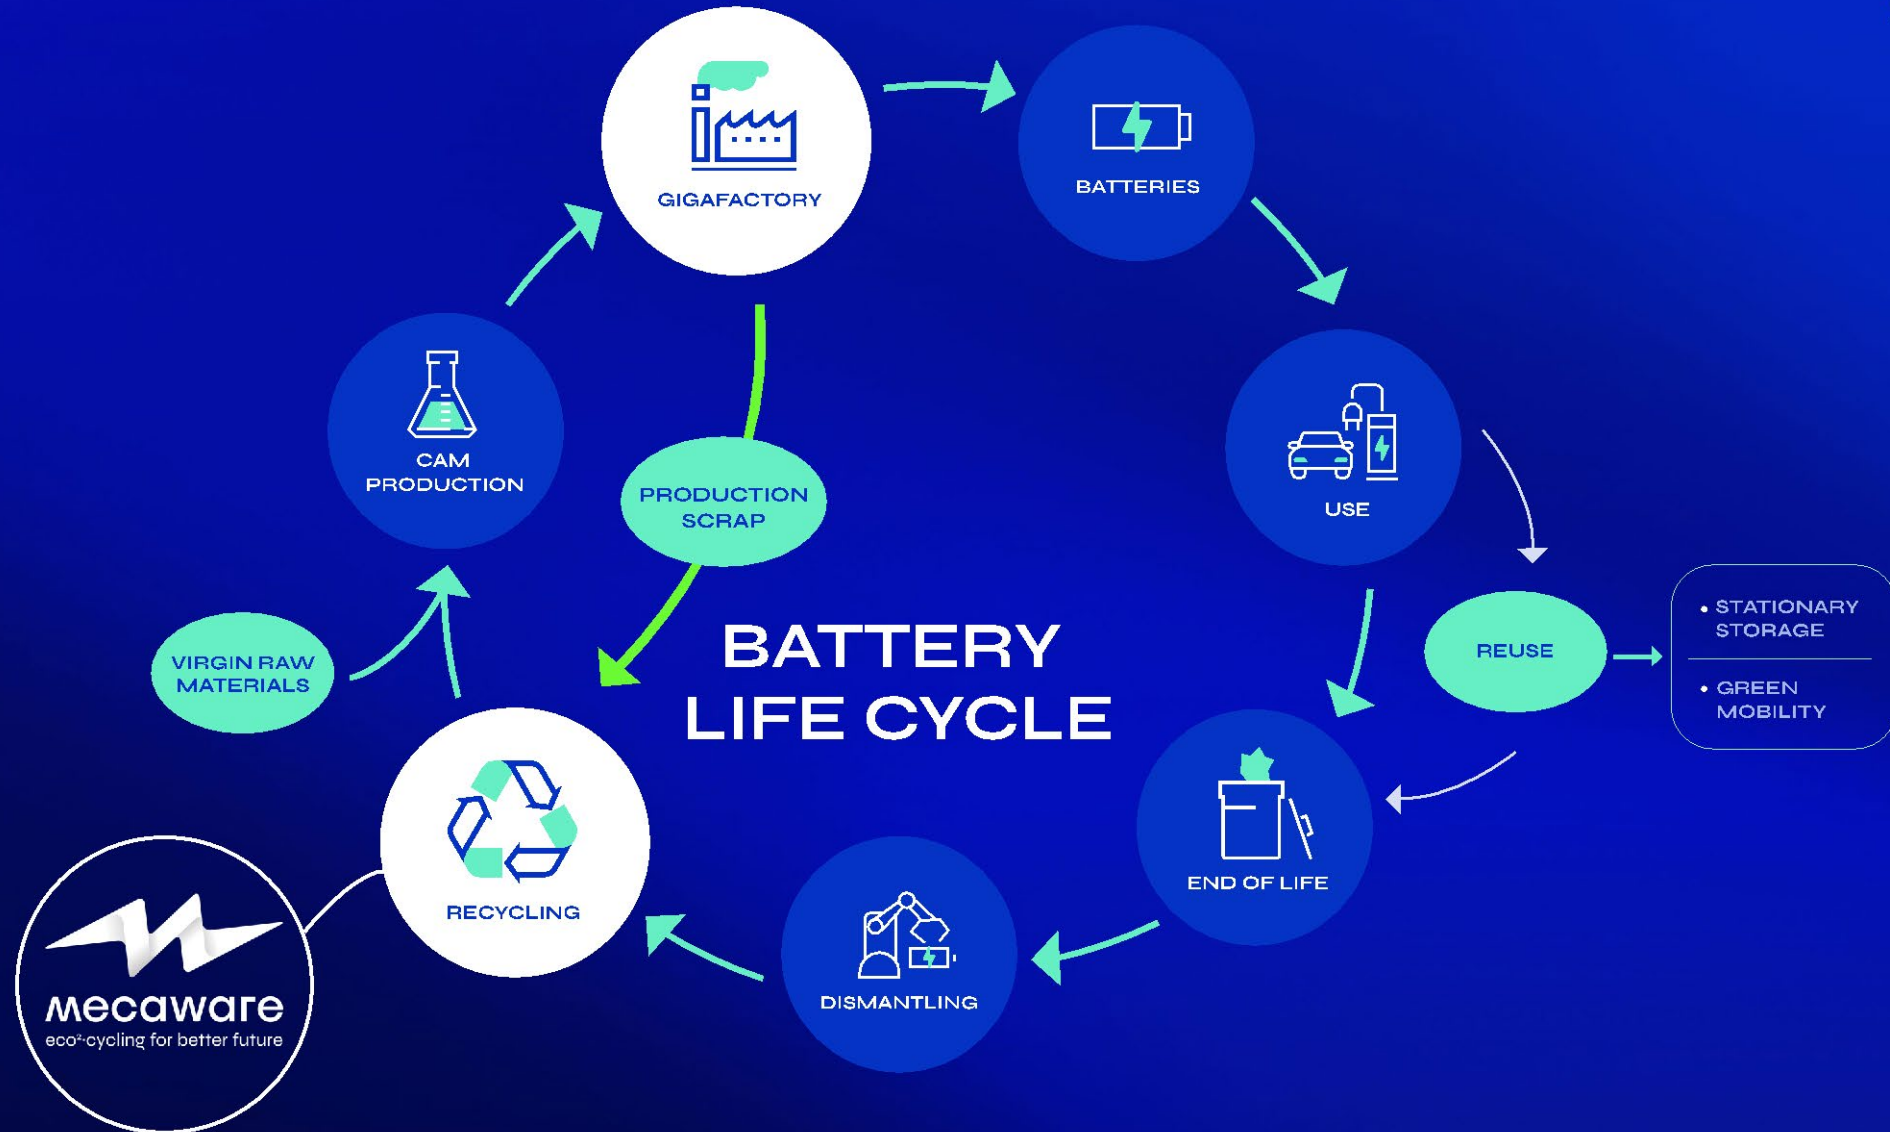 GIGAFACTORY
BATTERIES
CAM
PRODUCTION
PRODUCTION
SCRAP
USE
VIRGIN RAW
MATERIALS
BATTERY
LIFE CYCLE
REUSE
• STATIONARY
STORAGE
• GREEN
MOBILITY
RECYCLING
END OF LIFE
DISMANTLING
mecaware
eco²-cycling for better future